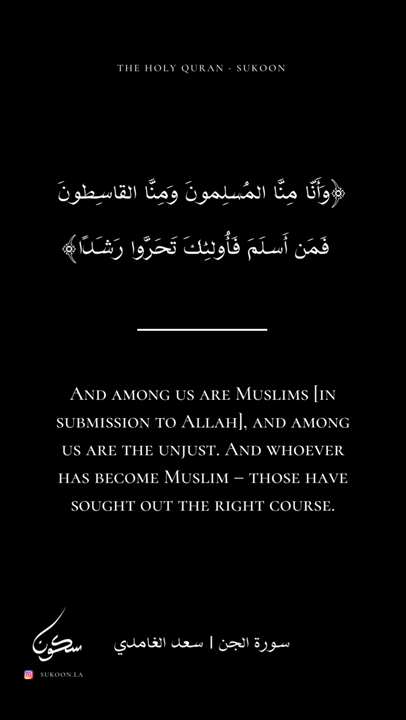 THE HOLY QURAN - SUKOON
﴿وَأَنّا مِنَّا المُسلِمونَ وَمِنَّا القاسِطونَ
فَمَن أَسلَمَ فَأُولئِكَ تَحَرَّوا رَشَدًا﴾
AND AMONG US ARE MUSLIMS [IN
SUBMISSION TO ALLAH], AND AMONG
US ARE THE UNJUST. AND WHOEVER
HAS BECOME MUSLIM – THOSE HAVE
SOUGHT OUT THE RIGHT COURSE.
سكون
سورة الجن | سعد الغامدي
SUKOON.LA